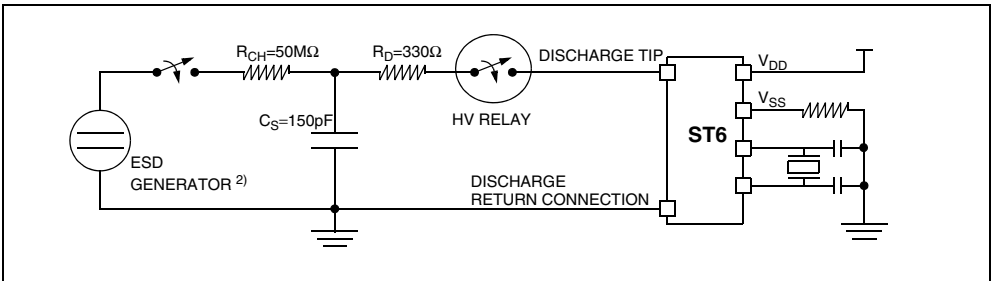 R_CH=50MΩ
R_D=330Ω
DISCHARGE TIP
V_DD
HV RELAY
C_S=150pF
V_SS
ST6
ESD
GENERATOR 2)
DISCHARGE
RETURN CONNECTION